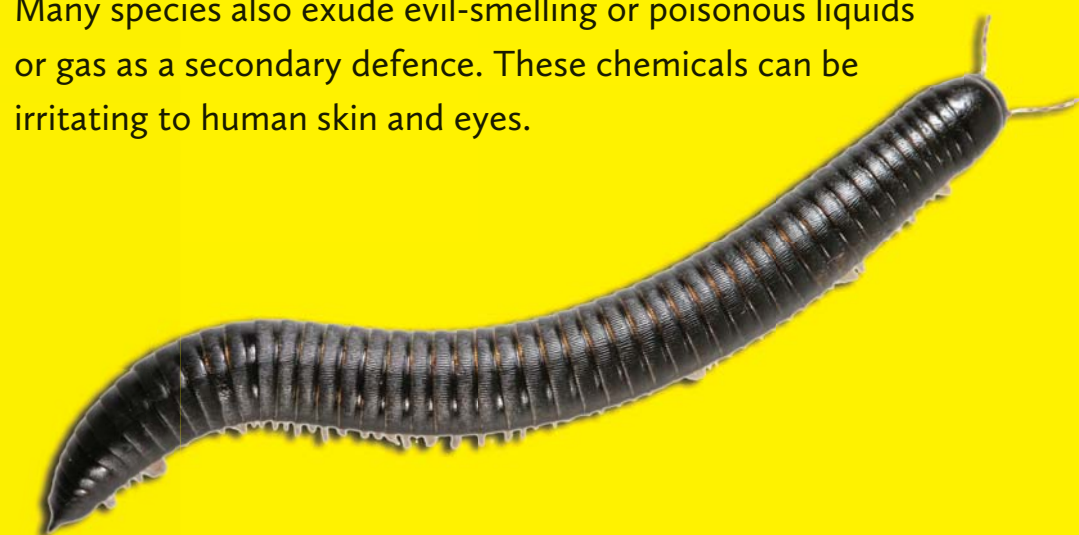 Many species also exude evil-smelling or poisonous liquids
or gas as a secondary defence. These chemicals can be
irritating to human skin and eyes.